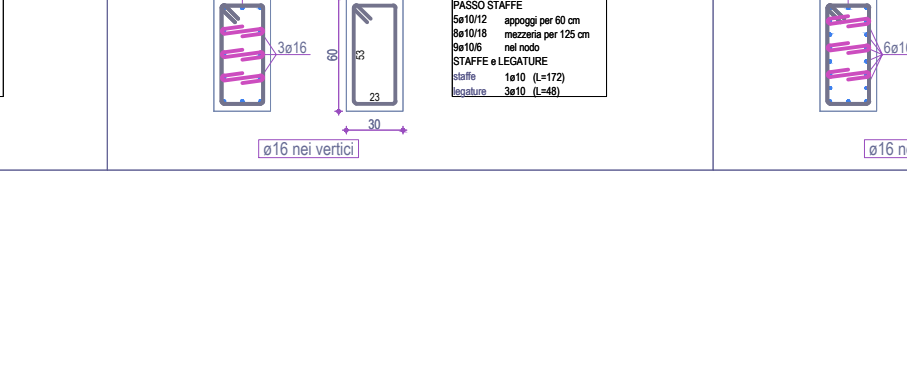 PASSO STAFFE
5ø10/12 appoggi per 60 cm
8ø10/18 mezzeria per 125 cm
9ø10/6 nel nodo
STAFFE e LEGATURE
staffe 1ø10 (L=172)
legature 3ø10 (L=48)
3ø16
60
53
23
30
ø16 nei vertici
6ø16
ø16 ne